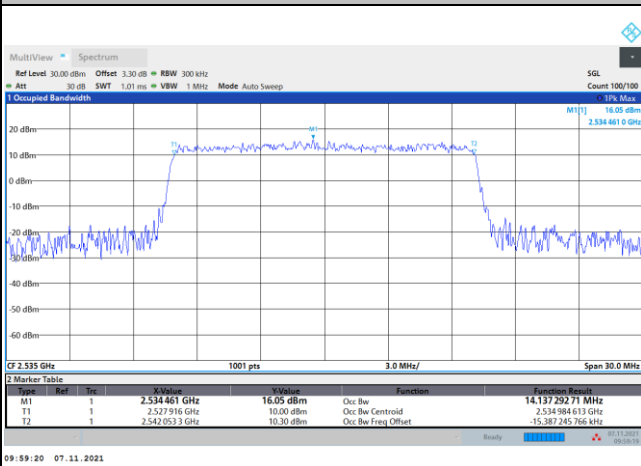 MultiView Spectrum
Ref Level 30.00 dBm Offset 3.30 dB RBW 300 kHz SGL
Att 30 dB SWT 1.01 ms VBW 1 MHz Mode Auto Sweep Count 100/100
1 Occupied Bandwidth 1Pk Max
M1[1] 16.05 dBm
2.534 461 0 GHz
20 dBm
M1
T1 T2
10 dBm
0 dBm
-10 dBm
-20 dBm
-30 dBm
-40 dBm
-50 dBm
-60 dBm
CF 2.535 GHz 1001 pts 3.0 MHz/ Span 30.0 MHz
2 Marker Table
Type Ref Trc X-Value Y-Value Function Function Result
M1 1 2.534 461 GHz 16.05 dBm Occ Bw 14.137 292 71 MHz
T1 1 2.527 916 GHz 10.00 dBm Occ Bw Centroid 2.534 984 613 GHz
T2 1 2.542 053 3 GHz 10.30 dBm Occ Bw Freq Offset -15.387 245 766 kHz
Ready 07.11.2021
09:59:19
09:59:20 07.11.2021